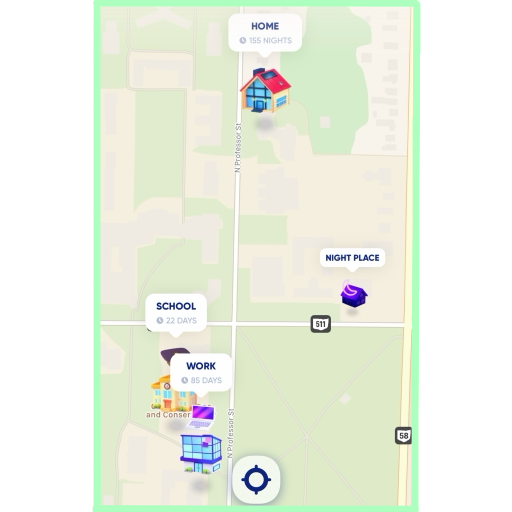 HOME
155 NIGHTS
N Professor St
NIGHT PLACE
SCHOOL
22 DAYS
511
WORK
85 DAYS
and Conser
N Professor St
58